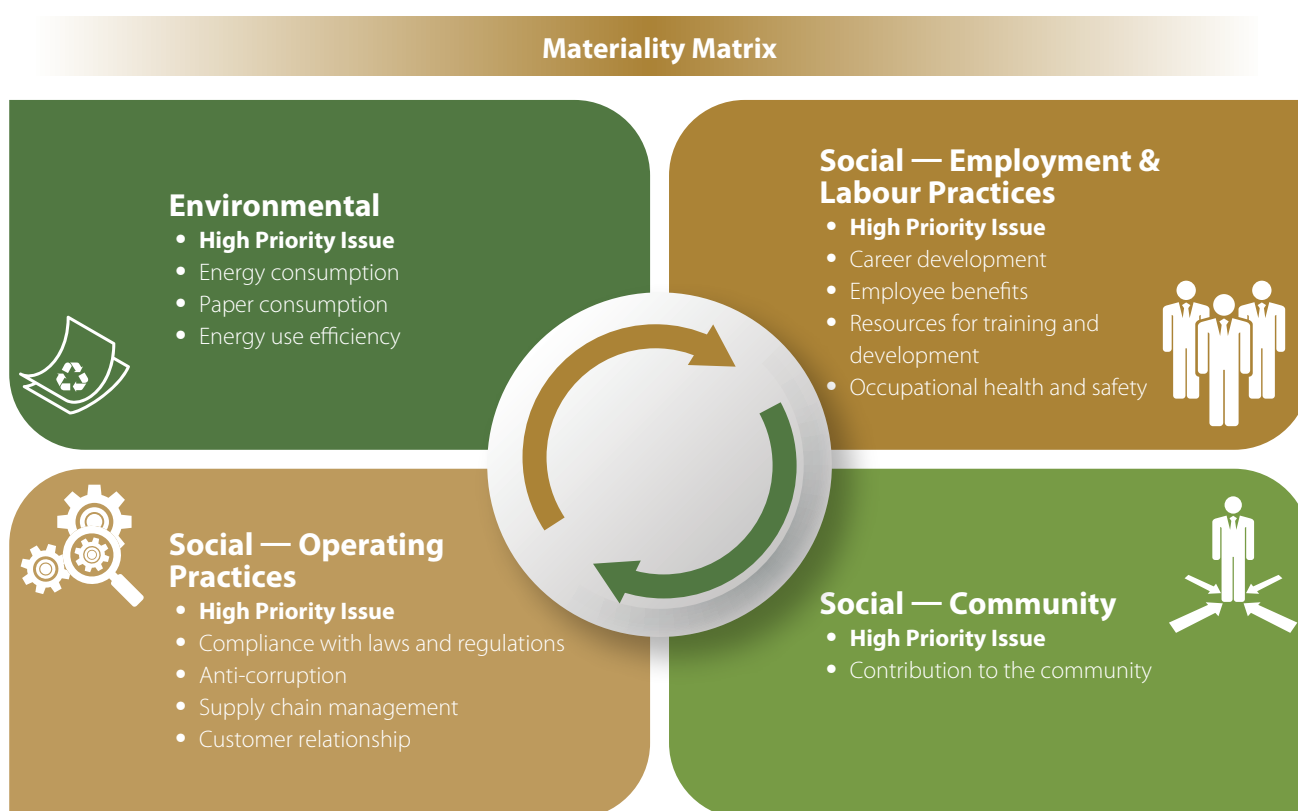 Materiality Matrix
Environmental
• High Priority Issue
• Energy consumption
• Paper consumption
• Energy use efficiency
Social — Employment &
Labour Practices
• High Priority Issue
• Career development
• Employee benefits
• Resources for training and
development
• Occupational health and safety
Social — Operating
Practices
• High Priority Issue
• Compliance with laws and regulations
• Anti-corruption
• Supply chain management
• Customer relationship
Social — Community
• High Priority Issue
• Contribution to the community